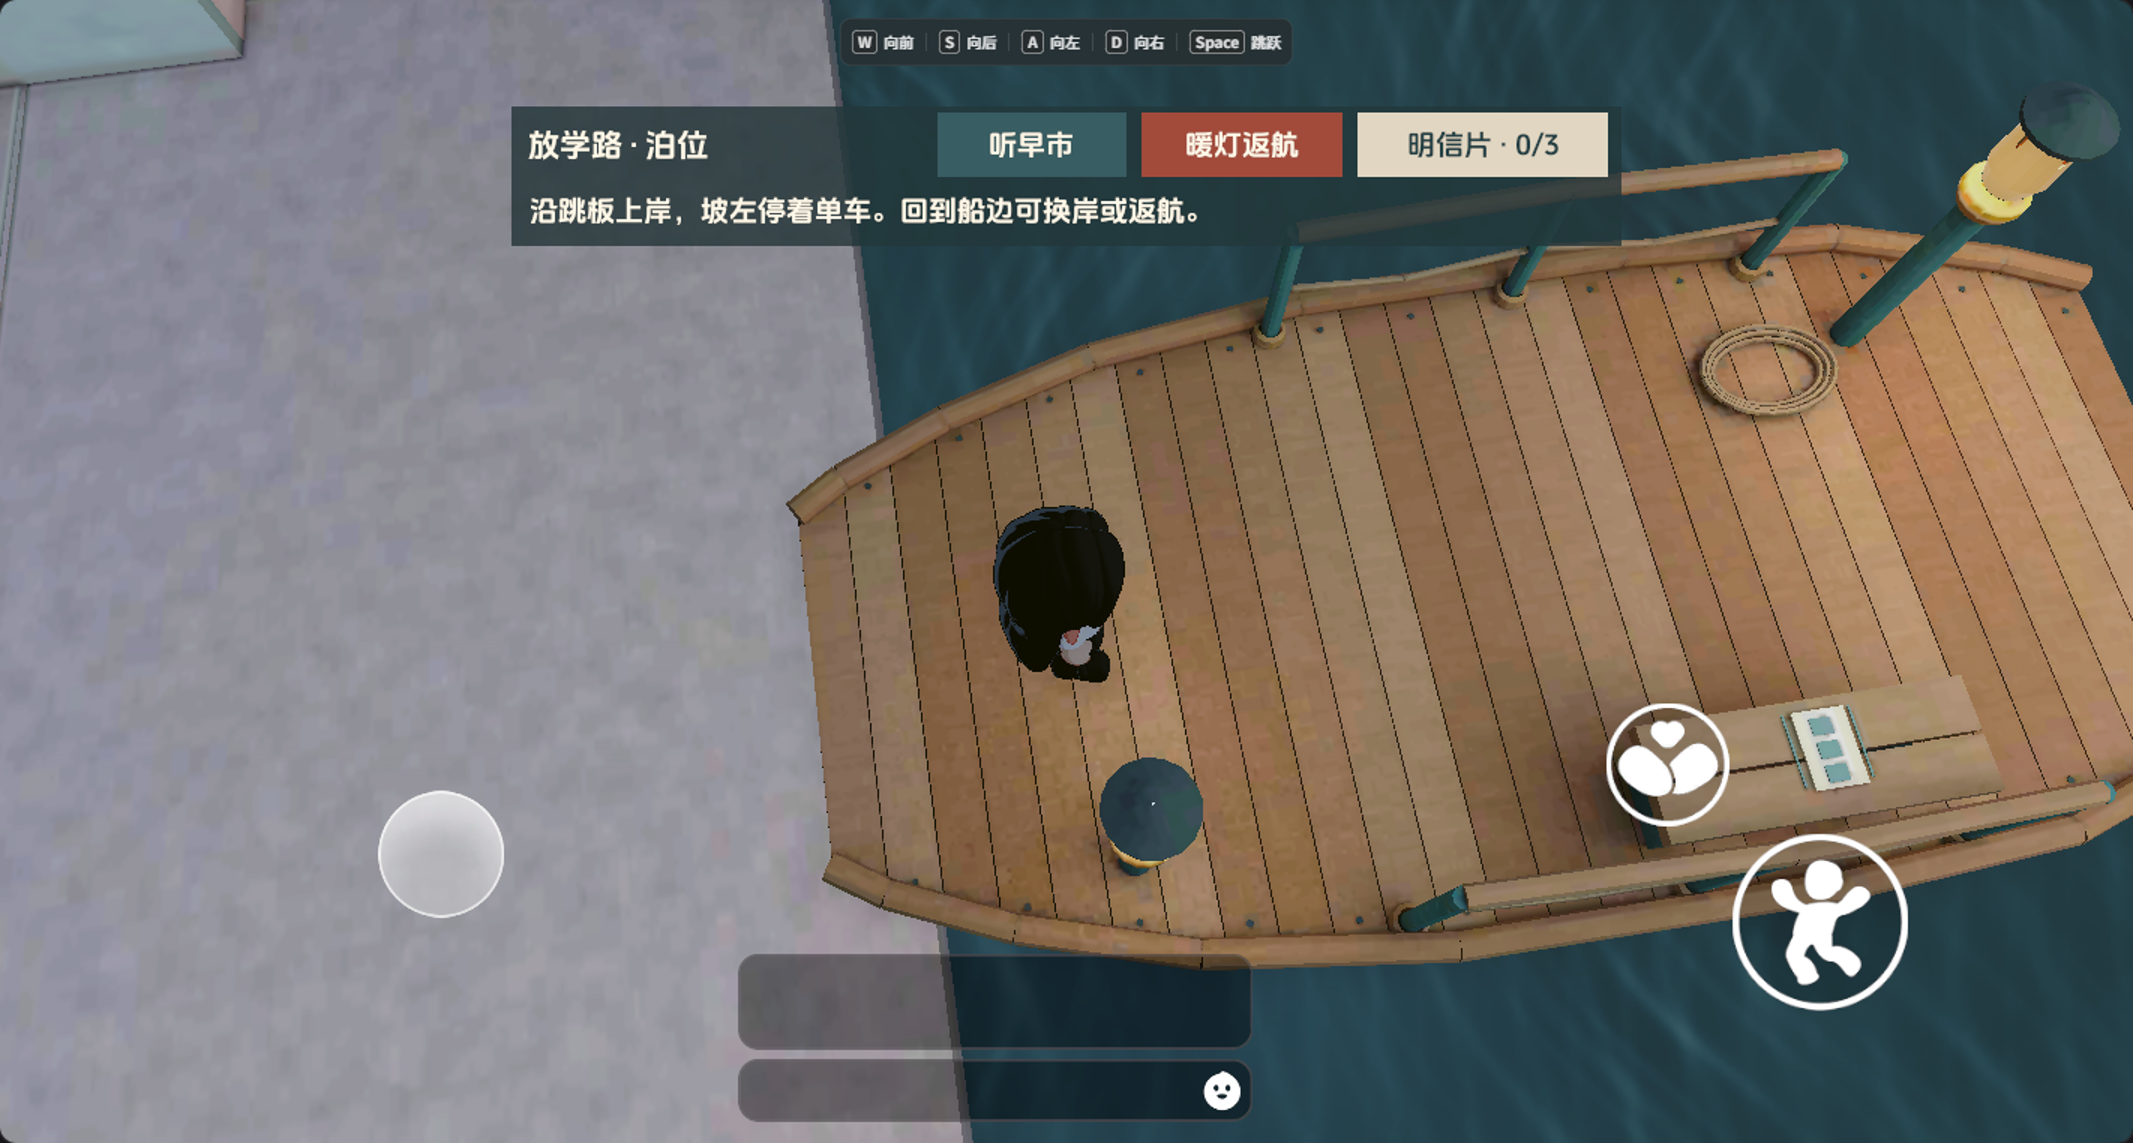 W 向前 S 向后 A 向左 D 向右 Space 跳跃
放学路·泊位 听早市 暖灯返航 明信片·0/3
沿跳板上岸，坡左停着单车。回到船边可换岸或返航。